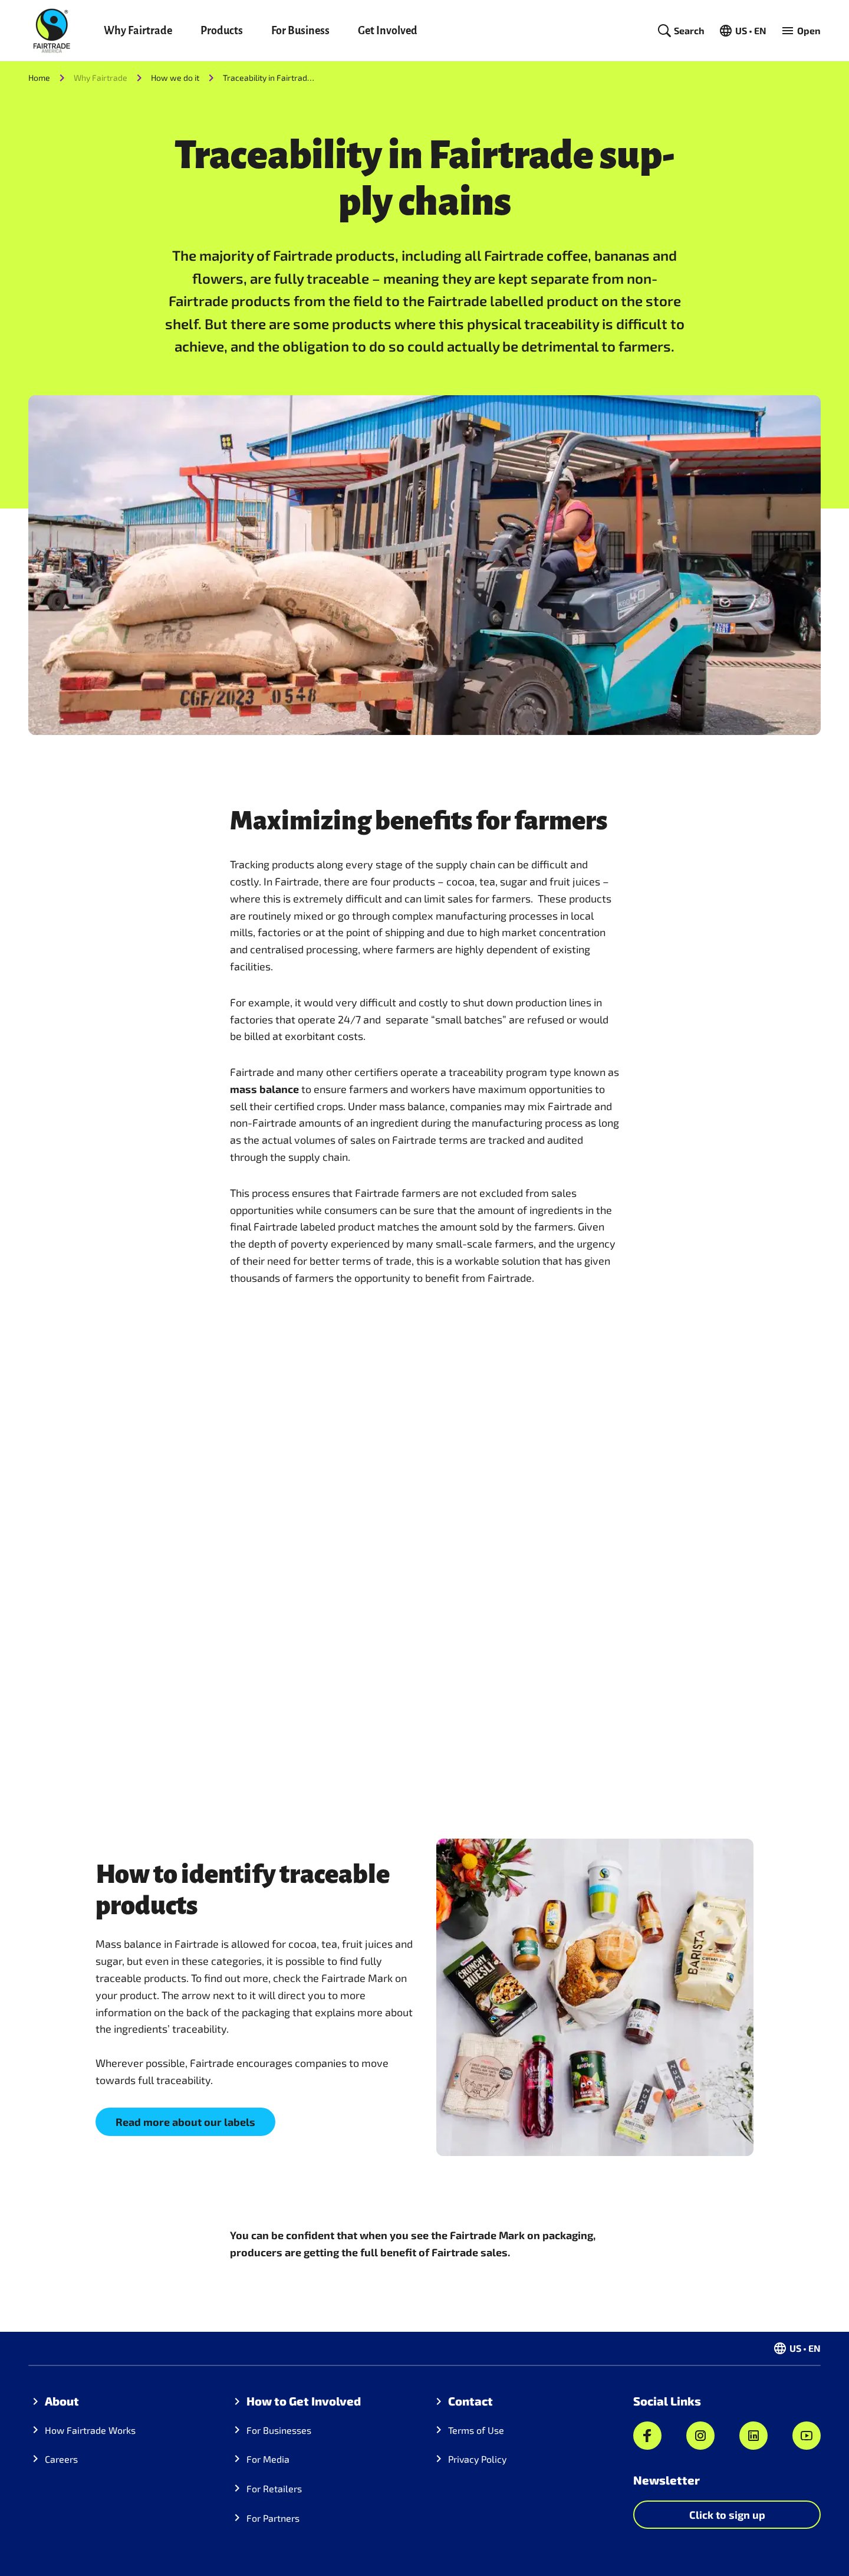 FAIRTRADE
AMERICA
Why Fairtrade
Products
For Business
Get Involved
Search
US • EN
Open
Home
Why Fairtrade
How we do it
Traceability in Fairtrad...
Traceability in Fairtrade sup-
ply chains
The majority of Fairtrade products, including all Fairtrade coffee, bananas and
flowers, are fully traceable – meaning they are kept separate from non-
Fairtrade products from the field to the Fairtrade labelled product on the store
shelf. But there are some products where this physical traceability is difficult to
achieve, and the obligation to do so could actually be detrimental to farmers.
CGF/2023 0548
Maximizing benefits for farmers
Tracking products along every stage of the supply chain can be difficult and
costly. In Fairtrade, there are four products – cocoa, tea, sugar and fruit juices –
where this is extremely difficult and can limit sales for farmers.  These products
are routinely mixed or go through complex manufacturing processes in local
mills, factories or at the point of shipping and due to high market concentration
and centralised processing, where farmers are highly dependent of existing
facilities.
For example, it would very difficult and costly to shut down production lines in
factories that operate 24/7 and  separate “small batches” are refused or would
be billed at exorbitant costs.
Fairtrade and many other certifiers operate a traceability program type known as
mass balance to ensure farmers and workers have maximum opportunities to
sell their certified crops. Under mass balance, companies may mix Fairtrade and
non-Fairtrade amounts of an ingredient during the manufacturing process as long
as the actual volumes of sales on Fairtrade terms are tracked and audited
through the supply chain.
This process ensures that Fairtrade farmers are not excluded from sales
opportunities while consumers can be sure that the amount of ingredients in the
final Fairtrade labeled product matches the amount sold by the farmers. Given
the depth of poverty experienced by many small-scale farmers, and the urgency
of their need for better terms of trade, this is a workable solution that has given
thousands of farmers the opportunity to benefit from Fairtrade.
How to identify traceable
products
Mass balance in Fairtrade is allowed for cocoa, tea, fruit juices and
sugar, but even in these categories, it is possible to find fully
traceable products. To find out more, check the Fairtrade Mark on
your product. The arrow next to it will direct you to more
information on the back of the packaging that explains more about
the ingredients’ traceability.
Wherever possible, Fairtrade encourages companies to move
towards full traceability.
Read more about our labels
CRUNCHY
MUESLI
BARISTA
You can be confident that when you see the Fairtrade Mark on packaging,
producers are getting the full benefit of Fairtrade sales.
US • EN
About
How Fairtrade Works
Careers
How to Get Involved
For Businesses
For Media
For Retailers
For Partners
Contact
Terms of Use
Privacy Policy
Social Links
Newsletter
Click to sign up